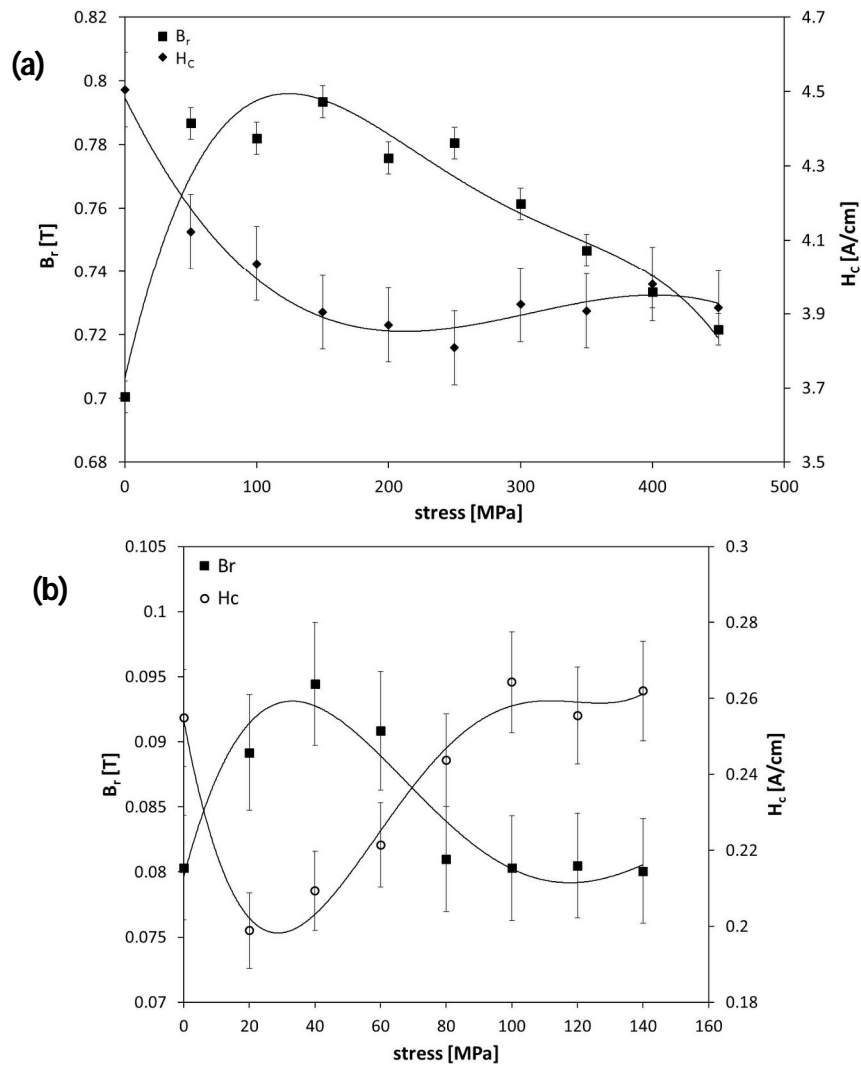 (a)
0.82
0.8
0.78
0.76
0.74
0.72
0.7
0.68
Br [T]
Br
HC
4.7
4.5
4.3
4.1
3.9
3.7
3.5
Hc [A/cm]
0 100 200 300 400 500
stress [MPa]
(b)
0.105
0.1
0.095
0.09
0.085
0.08
0.075
0.07
Br [T]
Br
Hc
0.3
0.28
0.26
0.24
0.22
0.2
0.18
Hc [A/cm]
0 20 40 60 80 100 120 140 160
stress [MPa]